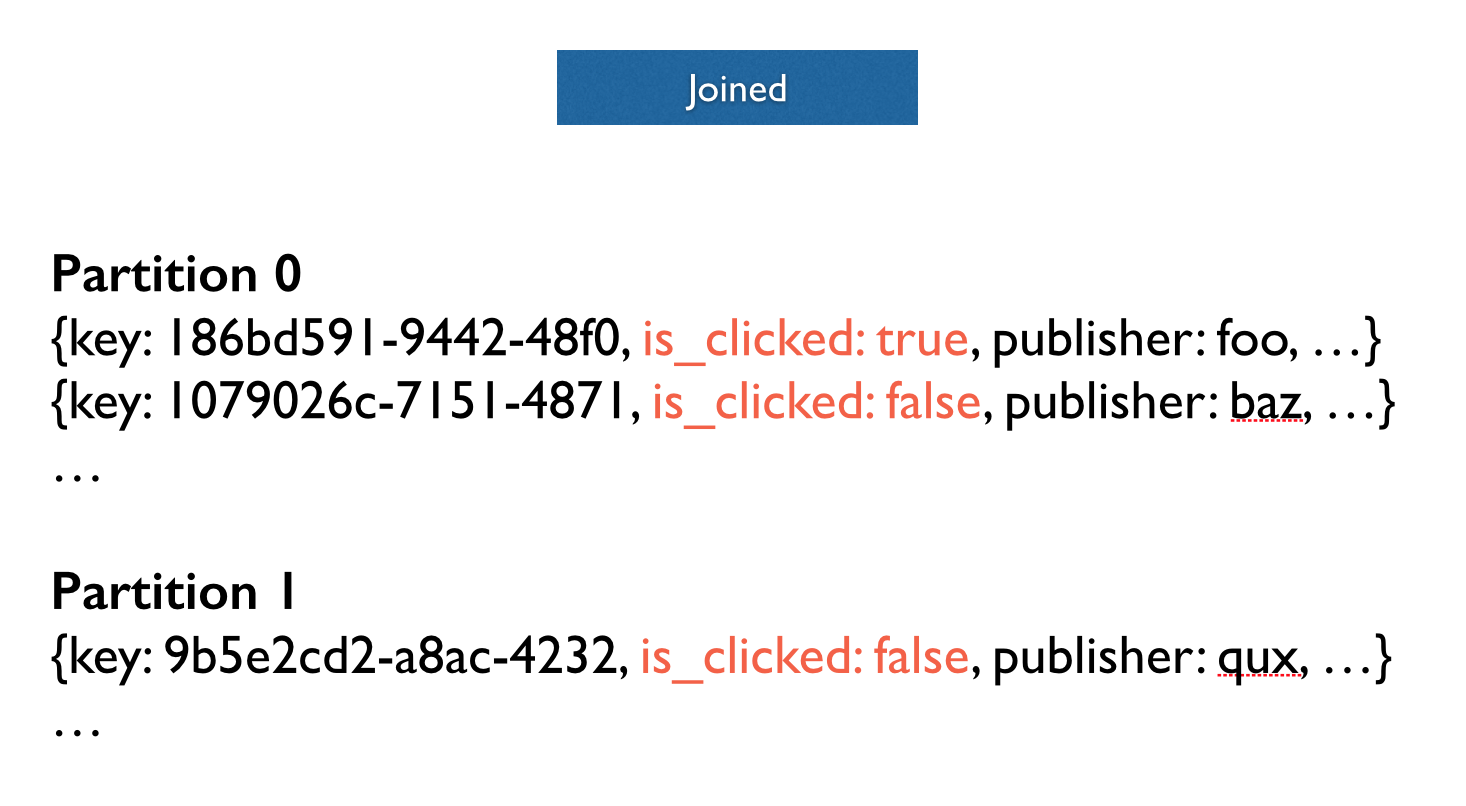 Joined
Partition 0
{key: 186bd591-9442-48f0, is_clicked: true, publisher: foo, …}
{key: 1079026c-7151-4871, is_clicked: false, publisher: baz, …}
…
Partition 1
{key: 9b5e2cd2-a8ac-4232, is_clicked: false, publisher: qux, …}
…